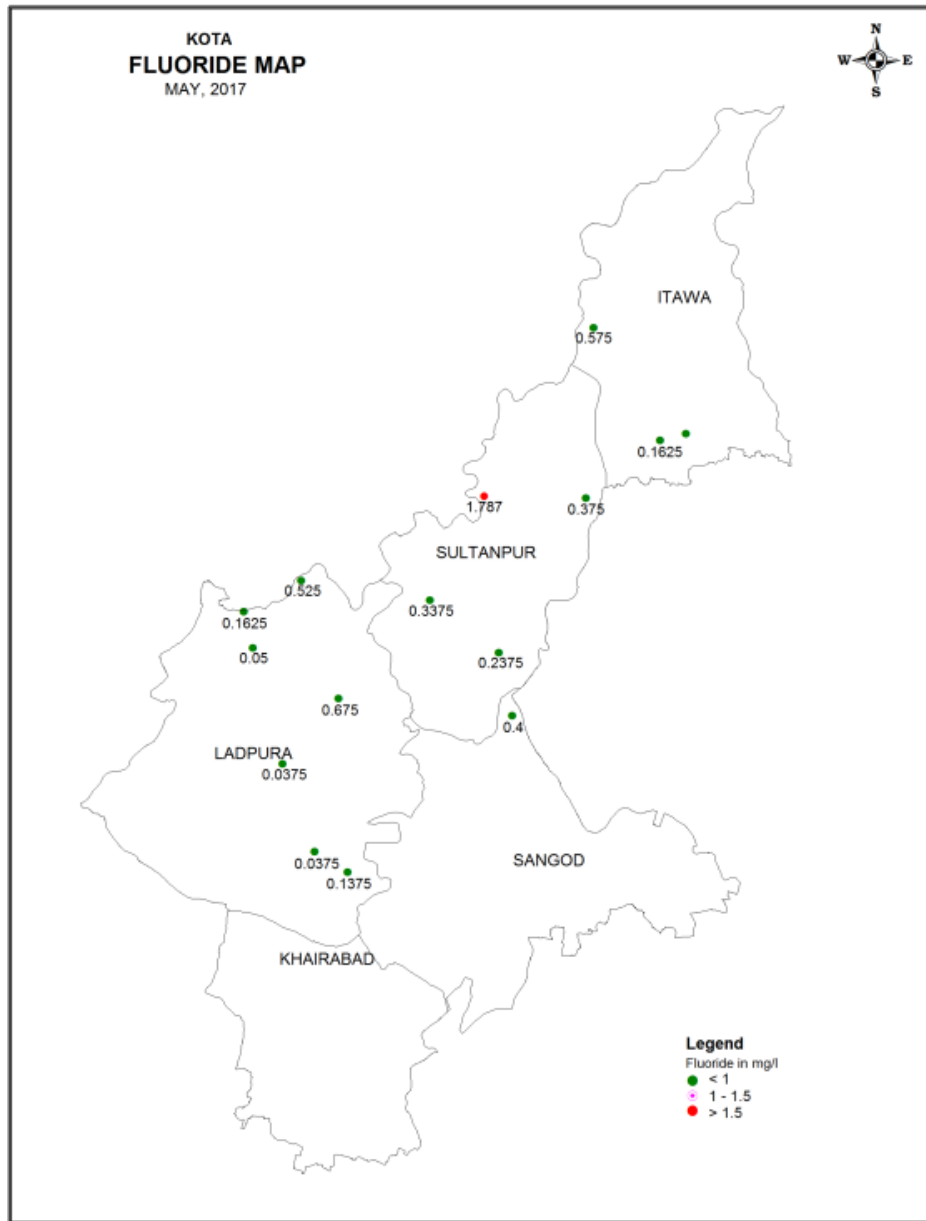 KOTA
FLUORIDE MAP
MAY, 2017
N
W E
S
ITAWA
0.575
0.1625
1.787
0.375
SULTANPUR
0.525
0.3375
0.1625
0.05
0.2375
0.675
0.4
LADPURA
0.0375
0.0375
SANGOD
0.1375
KHAIRABAD
Legend
Fluoride in mg/l
< 1
1 - 1.5
> 1.5